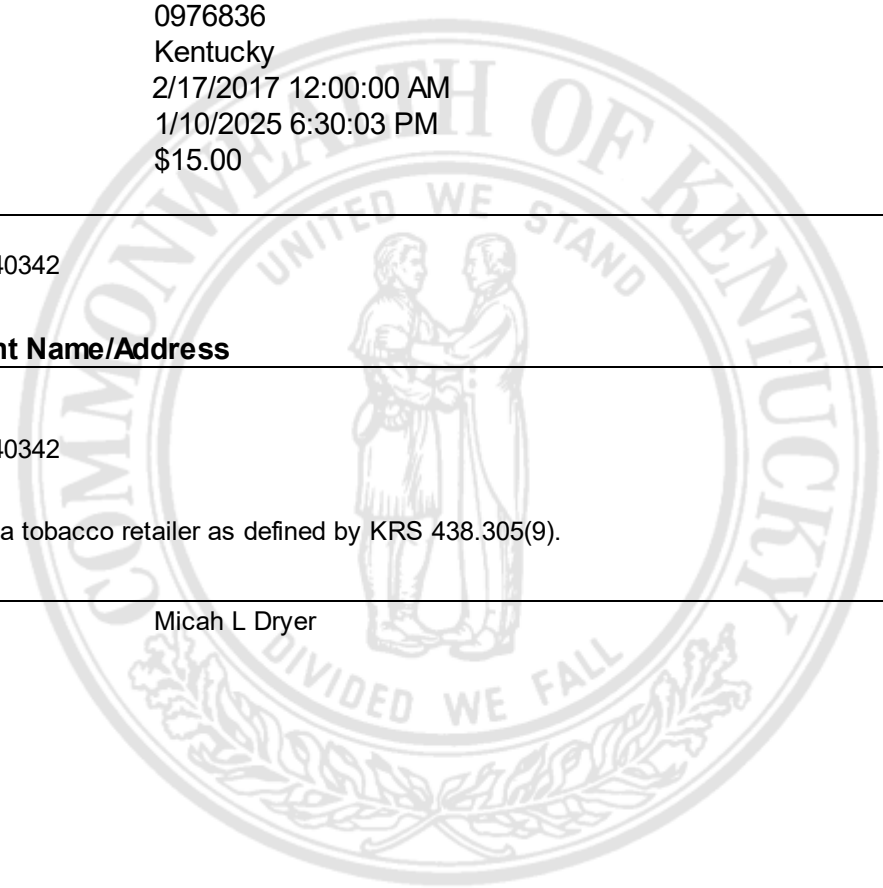 0976836
Kentucky
2/17/2017 12:00:00 AM
1/10/2025 6:30:03 PM
$15.00
40342
nt Name/Address
40342
a tobacco retailer as defined by KRS 438.305(9).
Micah L Dryer
COMMONWEALTH OF KENTUCKY
UNITED WE STAND
DIVIDED WE FALL